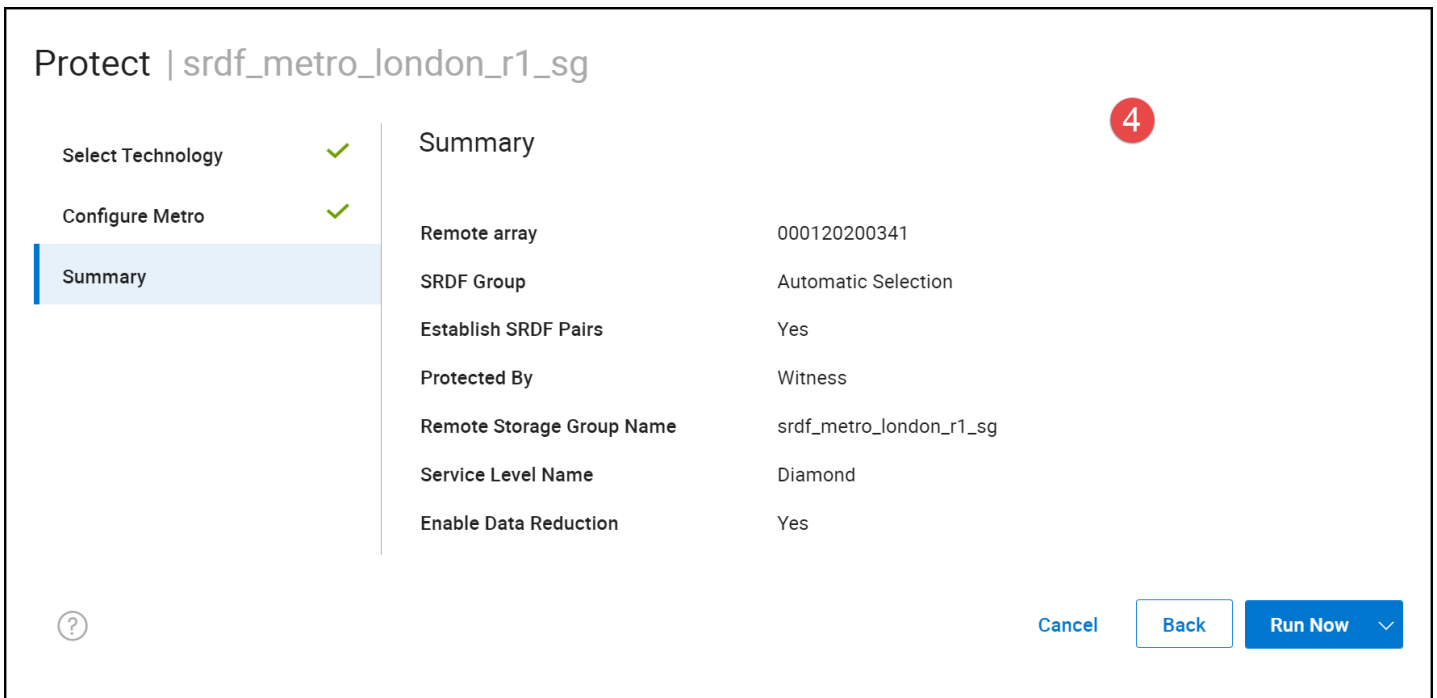 Protect | srdf_metro_london_r1_sg
4
Select Technology
Configure Metro
Summary
Summary
Remote array 000120200341
SRDF Group Automatic Selection
Establish SRDF Pairs Yes
Protected By Witness
Remote Storage Group Name srdf_metro_london_r1_sg
Service Level Name Diamond
Enable Data Reduction Yes
?
Cancel Back Run Now